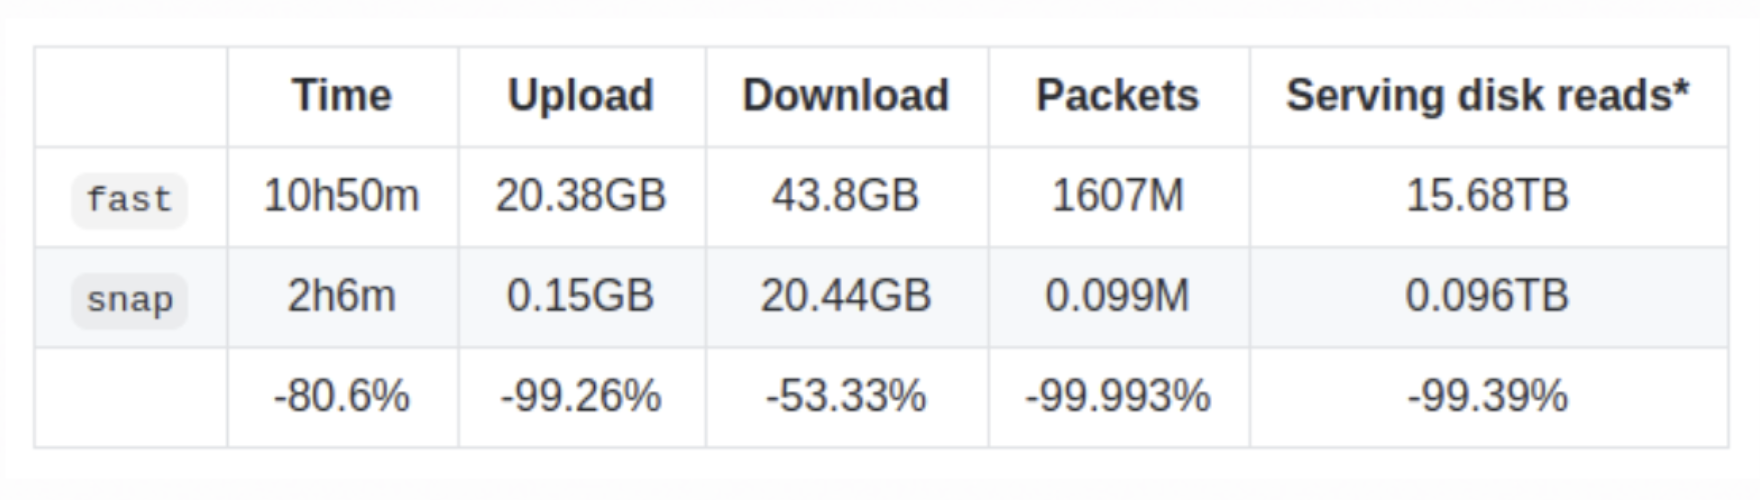 Time Upload Download Packets Serving disk reads*
fast 10h50m 20.38GB 43.8GB 1607M 15.68TB
snap 2h6m 0.15GB 20.44GB 0.099M 0.096TB
-80.6% -99.26% -53.33% -99.993% -99.39%